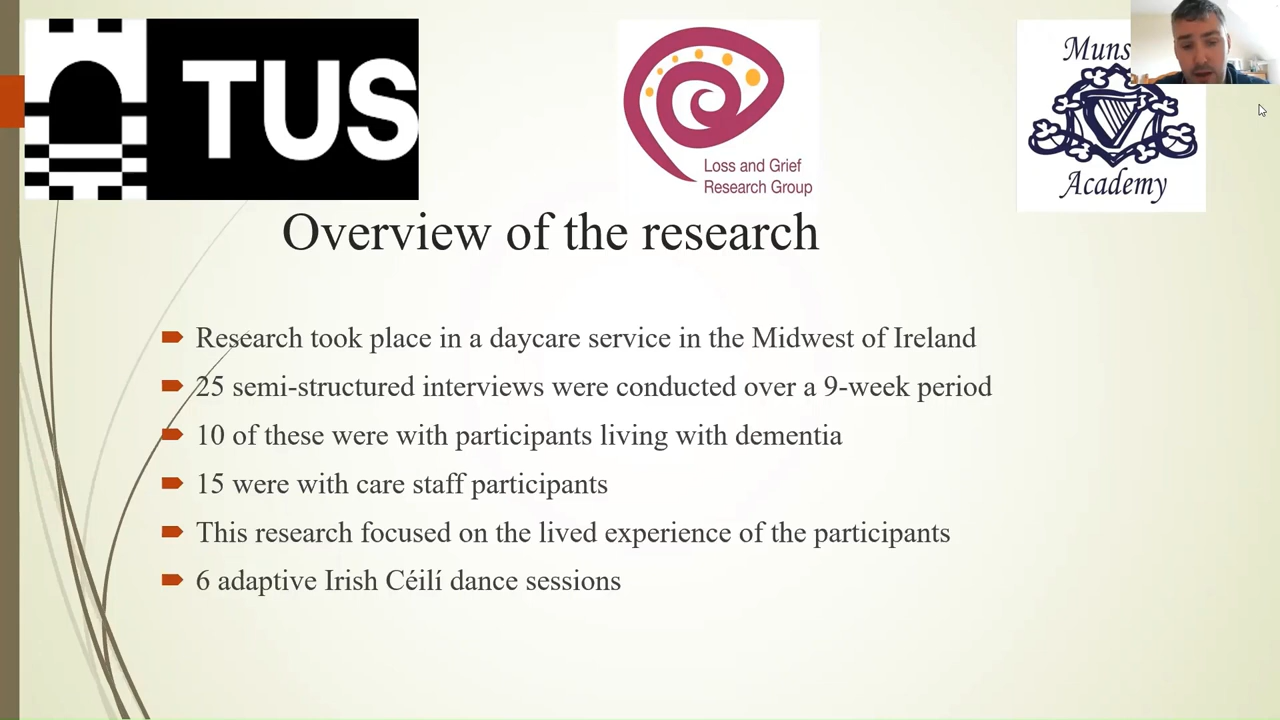 TUS
Loss and Grief
Research Group
Academy
Overview of the research
Research took place in a daycare service in the Midwest of Ireland
25 semi-structured interviews were conducted over a 9-week period
10 of these were with participants living with dementia
15 were with care staff participants
This research focused on the lived experience of the participants
6 adaptive Irish Céilí dance sessions